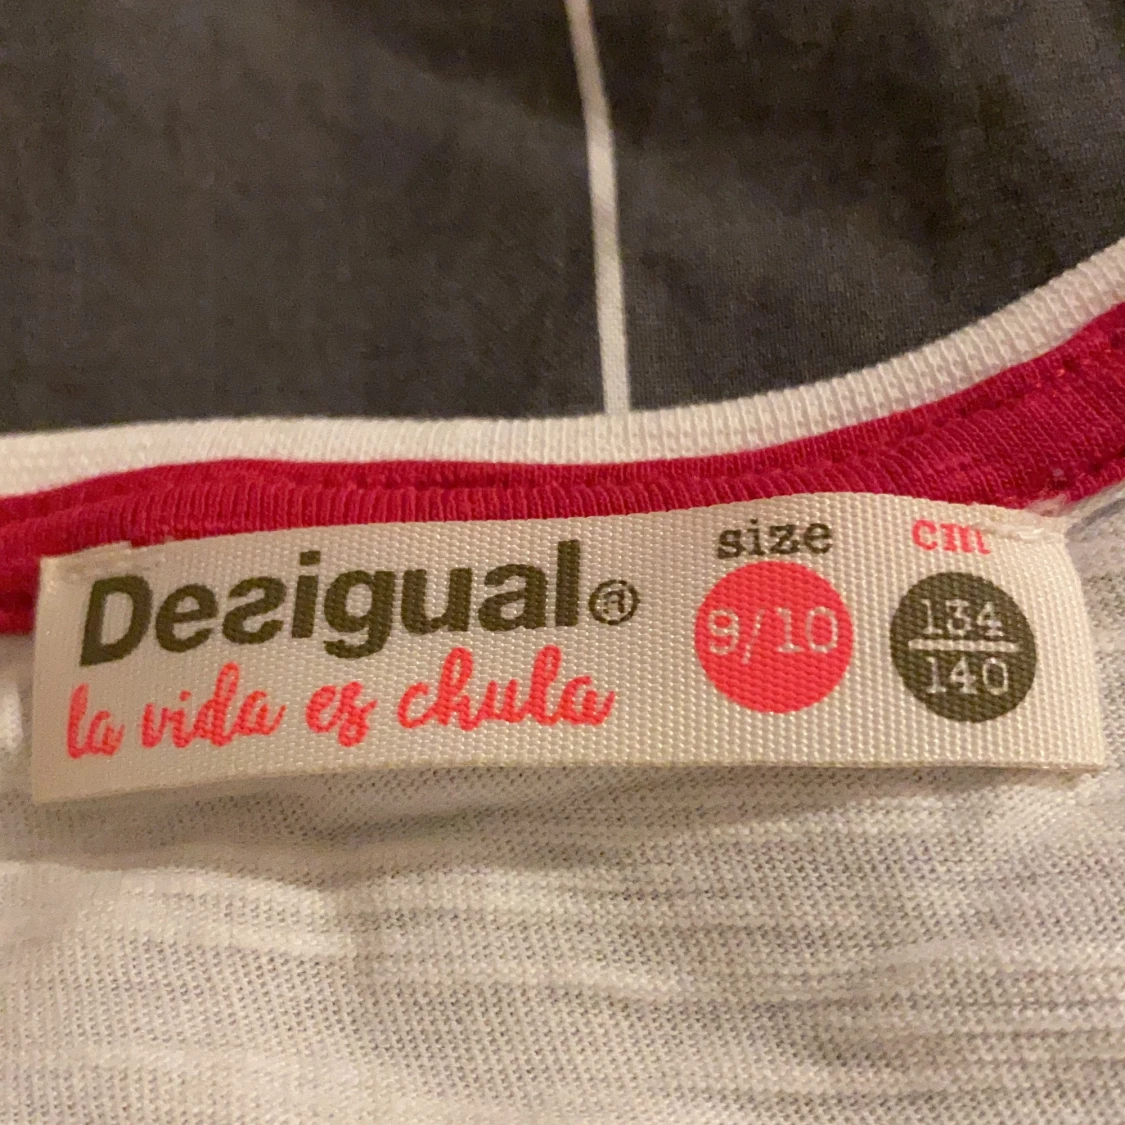 Desigual®
la vida es chula
size
9/10
cm
134
140